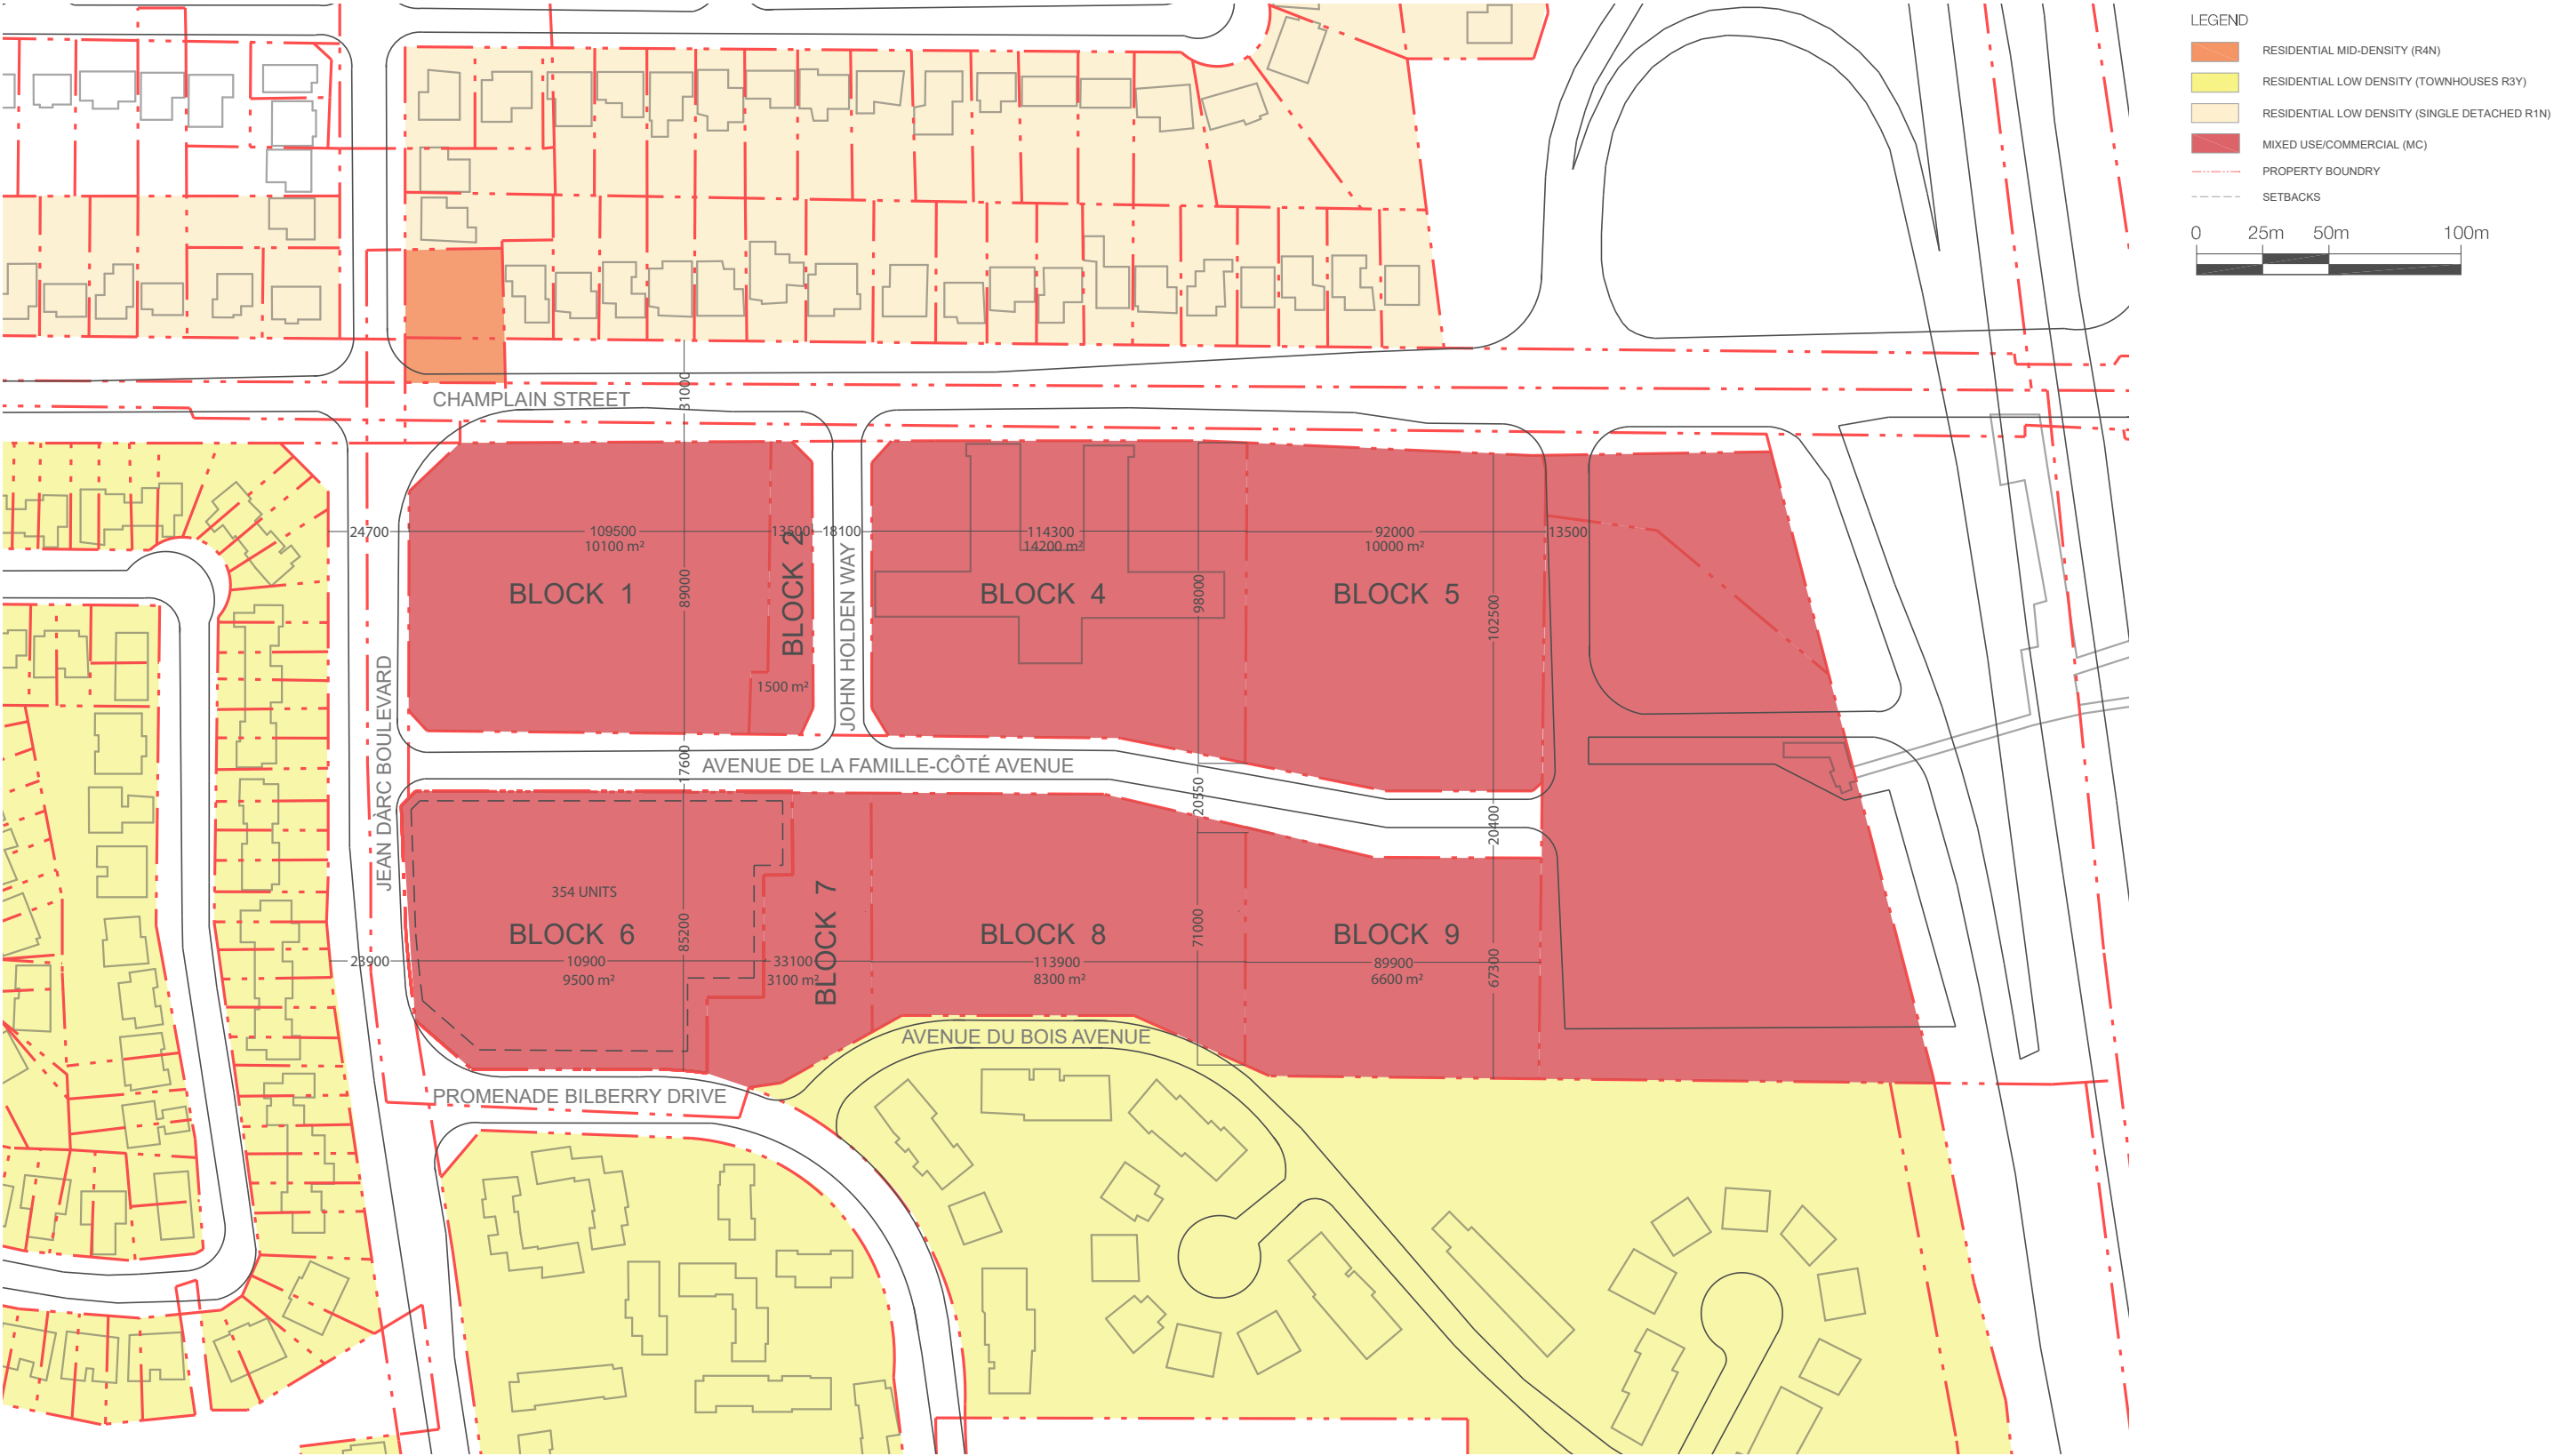 LEGEND
RESIDENTIAL MID-DENSITY (R4N)
RESIDENTIAL LOW DENSITY (TOWNHOUSES R3Y)
RESIDENTIAL LOW DENSITY (SINGLE DETACHED R1N)
MIXED USE/COMMERCIAL (MC)
PROPERTY BOUNDRY
SETBACKS
0 25m 50m 100m
31000
CHAMPLAIN STREET
24700 109500 13500 18100 114300 92000 13500
10100 m² 14200 m² 10000 m²
BLOCK 1
BLOCK 2
BLOCK 4
BLOCK 5
89000
98000
102500
JOHN HOLDEN WAY
1500 m²
JEAN DÂRC BOULEVARD
17600
AVENUE DE LA FAMILLE-CÔTÉ AVENUE
20550
20400
354 UNITS
BLOCK 6
BLOCK 7
BLOCK 8
BLOCK 9
85200
71000
67300
23900 10900 33100 113900 89900
9500 m² 3100 m² 8300 m² 6600 m²
AVENUE DU BOIS AVENUE
PROMENADE BILBERRY DRIVE